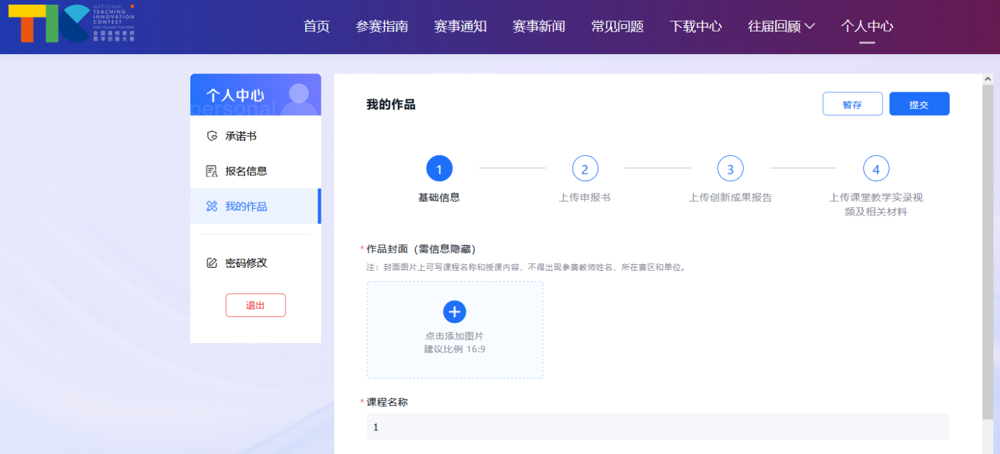 NATIONAL
TEACHING
INNOVATION
CONTEST
FOR COLLEGE TEACHERS
全国高校教师
教学创新大赛
首页 参赛指南 赛事通知 赛事新闻 常见问题 下载中心 往届回顾 个人中心
个人中心
personal
承诺书
报名信息
我的作品
密码修改
退出
我的作品
暂存 提交
1 2 3 4
基础信息 上传申报书 上传创新成果报告 上传课堂教学实录视
频及相关材料
*作品封面（需信息隐藏）
注：封面图片上可写课程名称和授课内容，不得出现参赛教师姓名、所在赛区和单位。
点击添加图片
建议比例 16:9
*课程名称
1